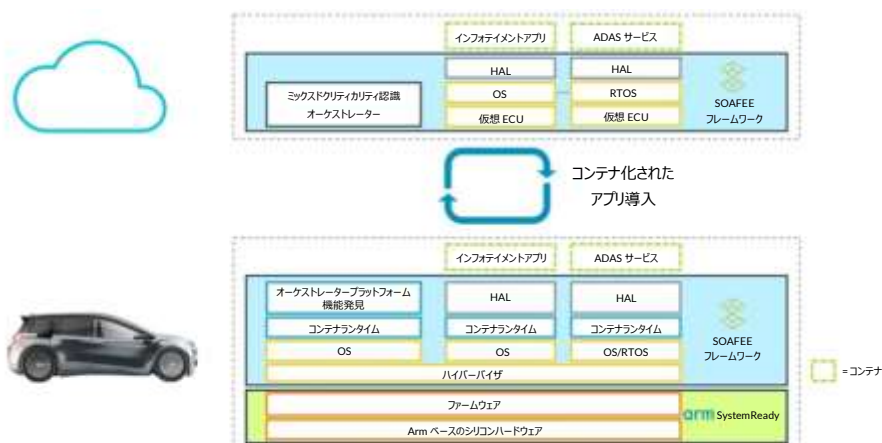 インフォテイメントアプリ
ADAS サービス
HAL
HAL
ミックスドクリティカリティ認識
オーケストレーター
OS
RTOS
仮想 ECU
仮想 ECU
SOAFEE
フレームワーク
コンテナ化された
アプリ導入
インフォテイメントアプリ
ADAS サービス
オーケストレータープラットフォーム
機能発見
HAL
HAL
コンテナランタイム
コンテナランタイム
コンテナランタイム
OS
OS
OS/RTOS
SOAFEE
フレームワーク
ハイパーバイザ
= コンテナ
ファームウェア
arm SystemReady
Arm ベースのシリコンハードウェア